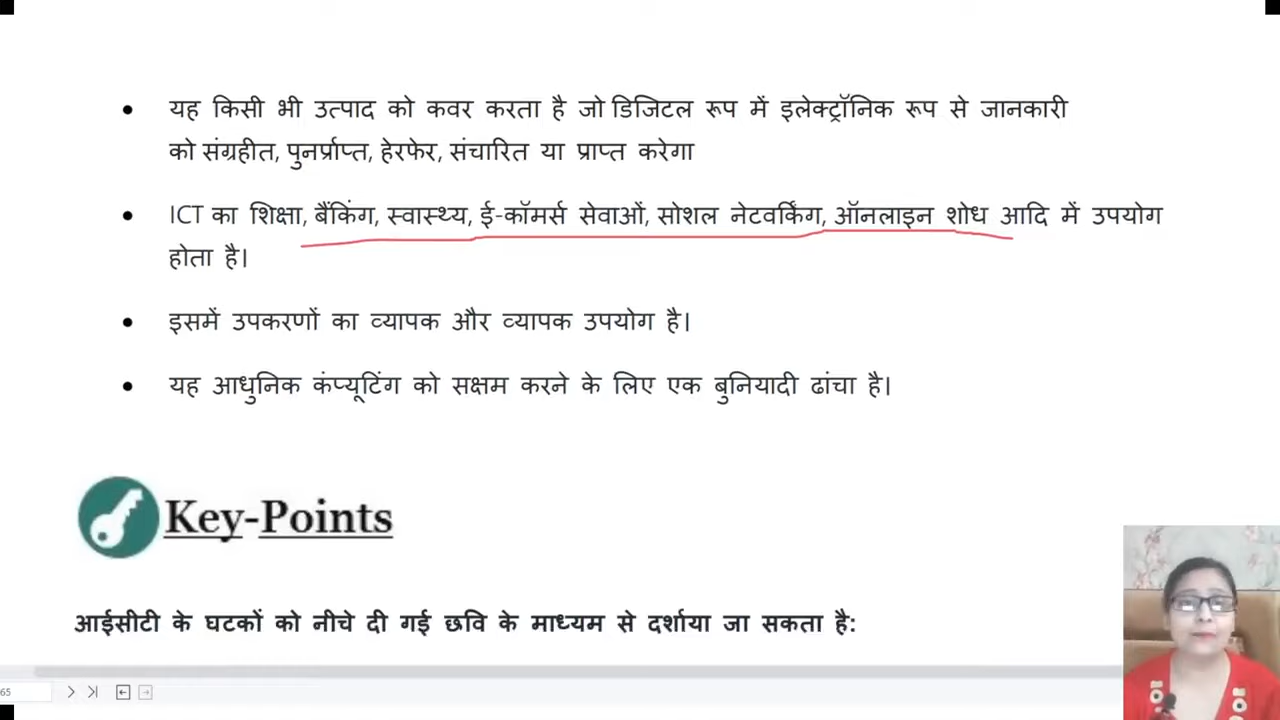 यह किसी भी उत्पाद को कवर करता है जो डिजिटल रूप में इलेक्ट्रॉनिक रूप से जानकारी
को संग्रहीत, पुनर्प्राप्त, हेरफेर, संचारित या प्राप्त करेगा
ICT का शिक्षा, बैंकिंग, स्वास्थ्य, ई-कॉमर्स सेवाओं, सोशल नेटवर्किंग, ऑनलाइन शोध आदि में उपयोग
होता है।
इसमें उपकरणों का व्यापक और व्यापक उपयोग है।
यह आधुनिक कंप्यूटिंग को सक्षम करने के लिए एक बुनियादी ढांचा है।
Key-Points
आईसीटी के घटकों को नीचे दी गई छवि के माध्यम से दर्शाया जा सकता है:
65